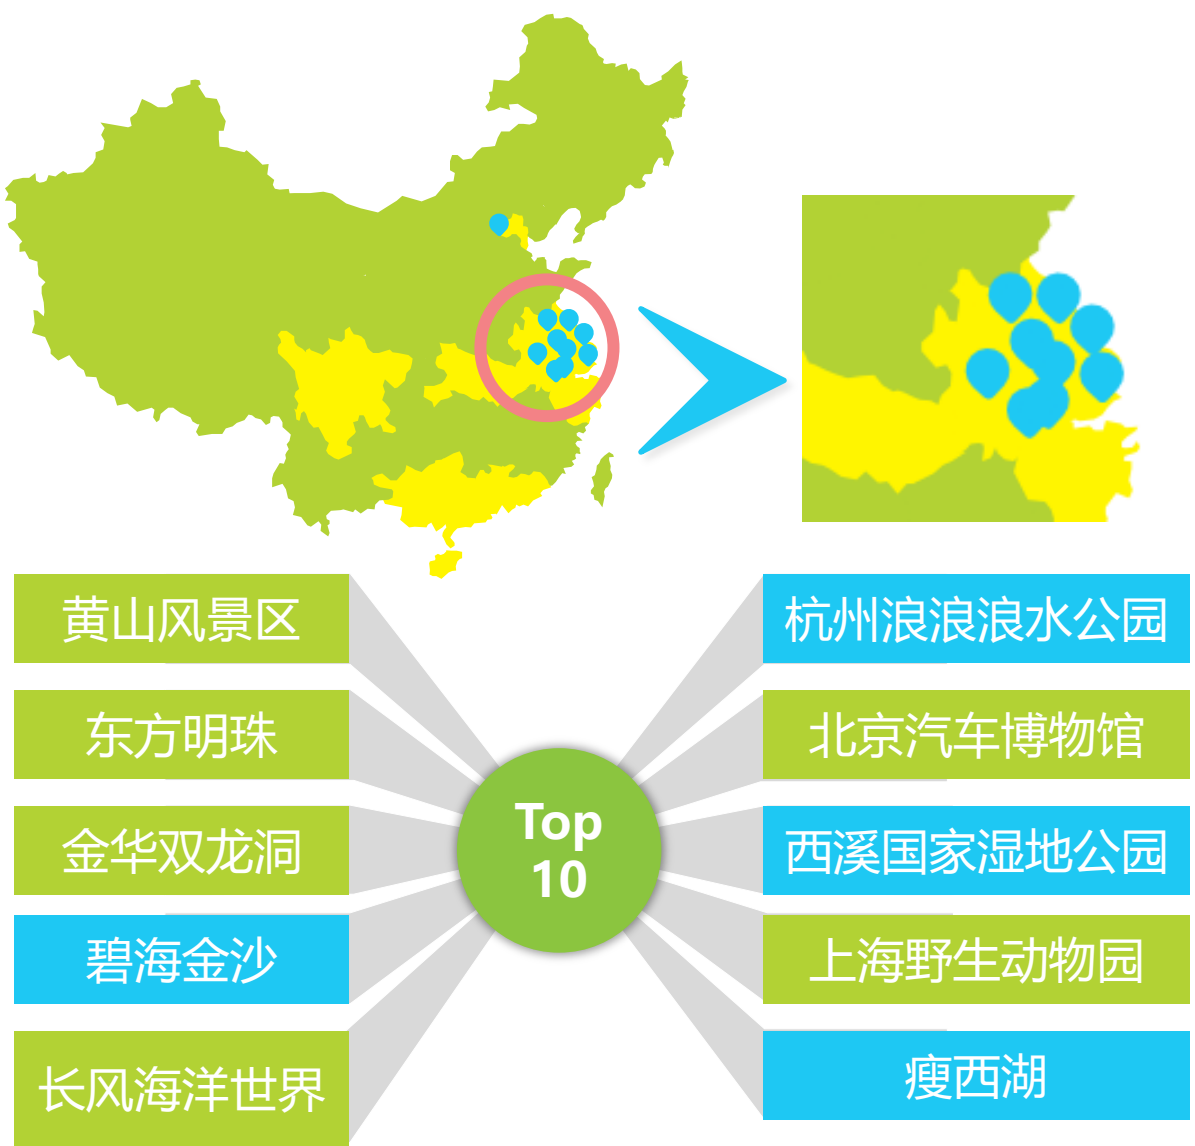 黄山风景区
东方明珠
金华双龙洞
碧海金沙
长风海洋世界
Top
10
杭州浪浪浪水公园
北京汽车博物馆
西溪国家湿地公园
上海野生动物园
瘦西湖